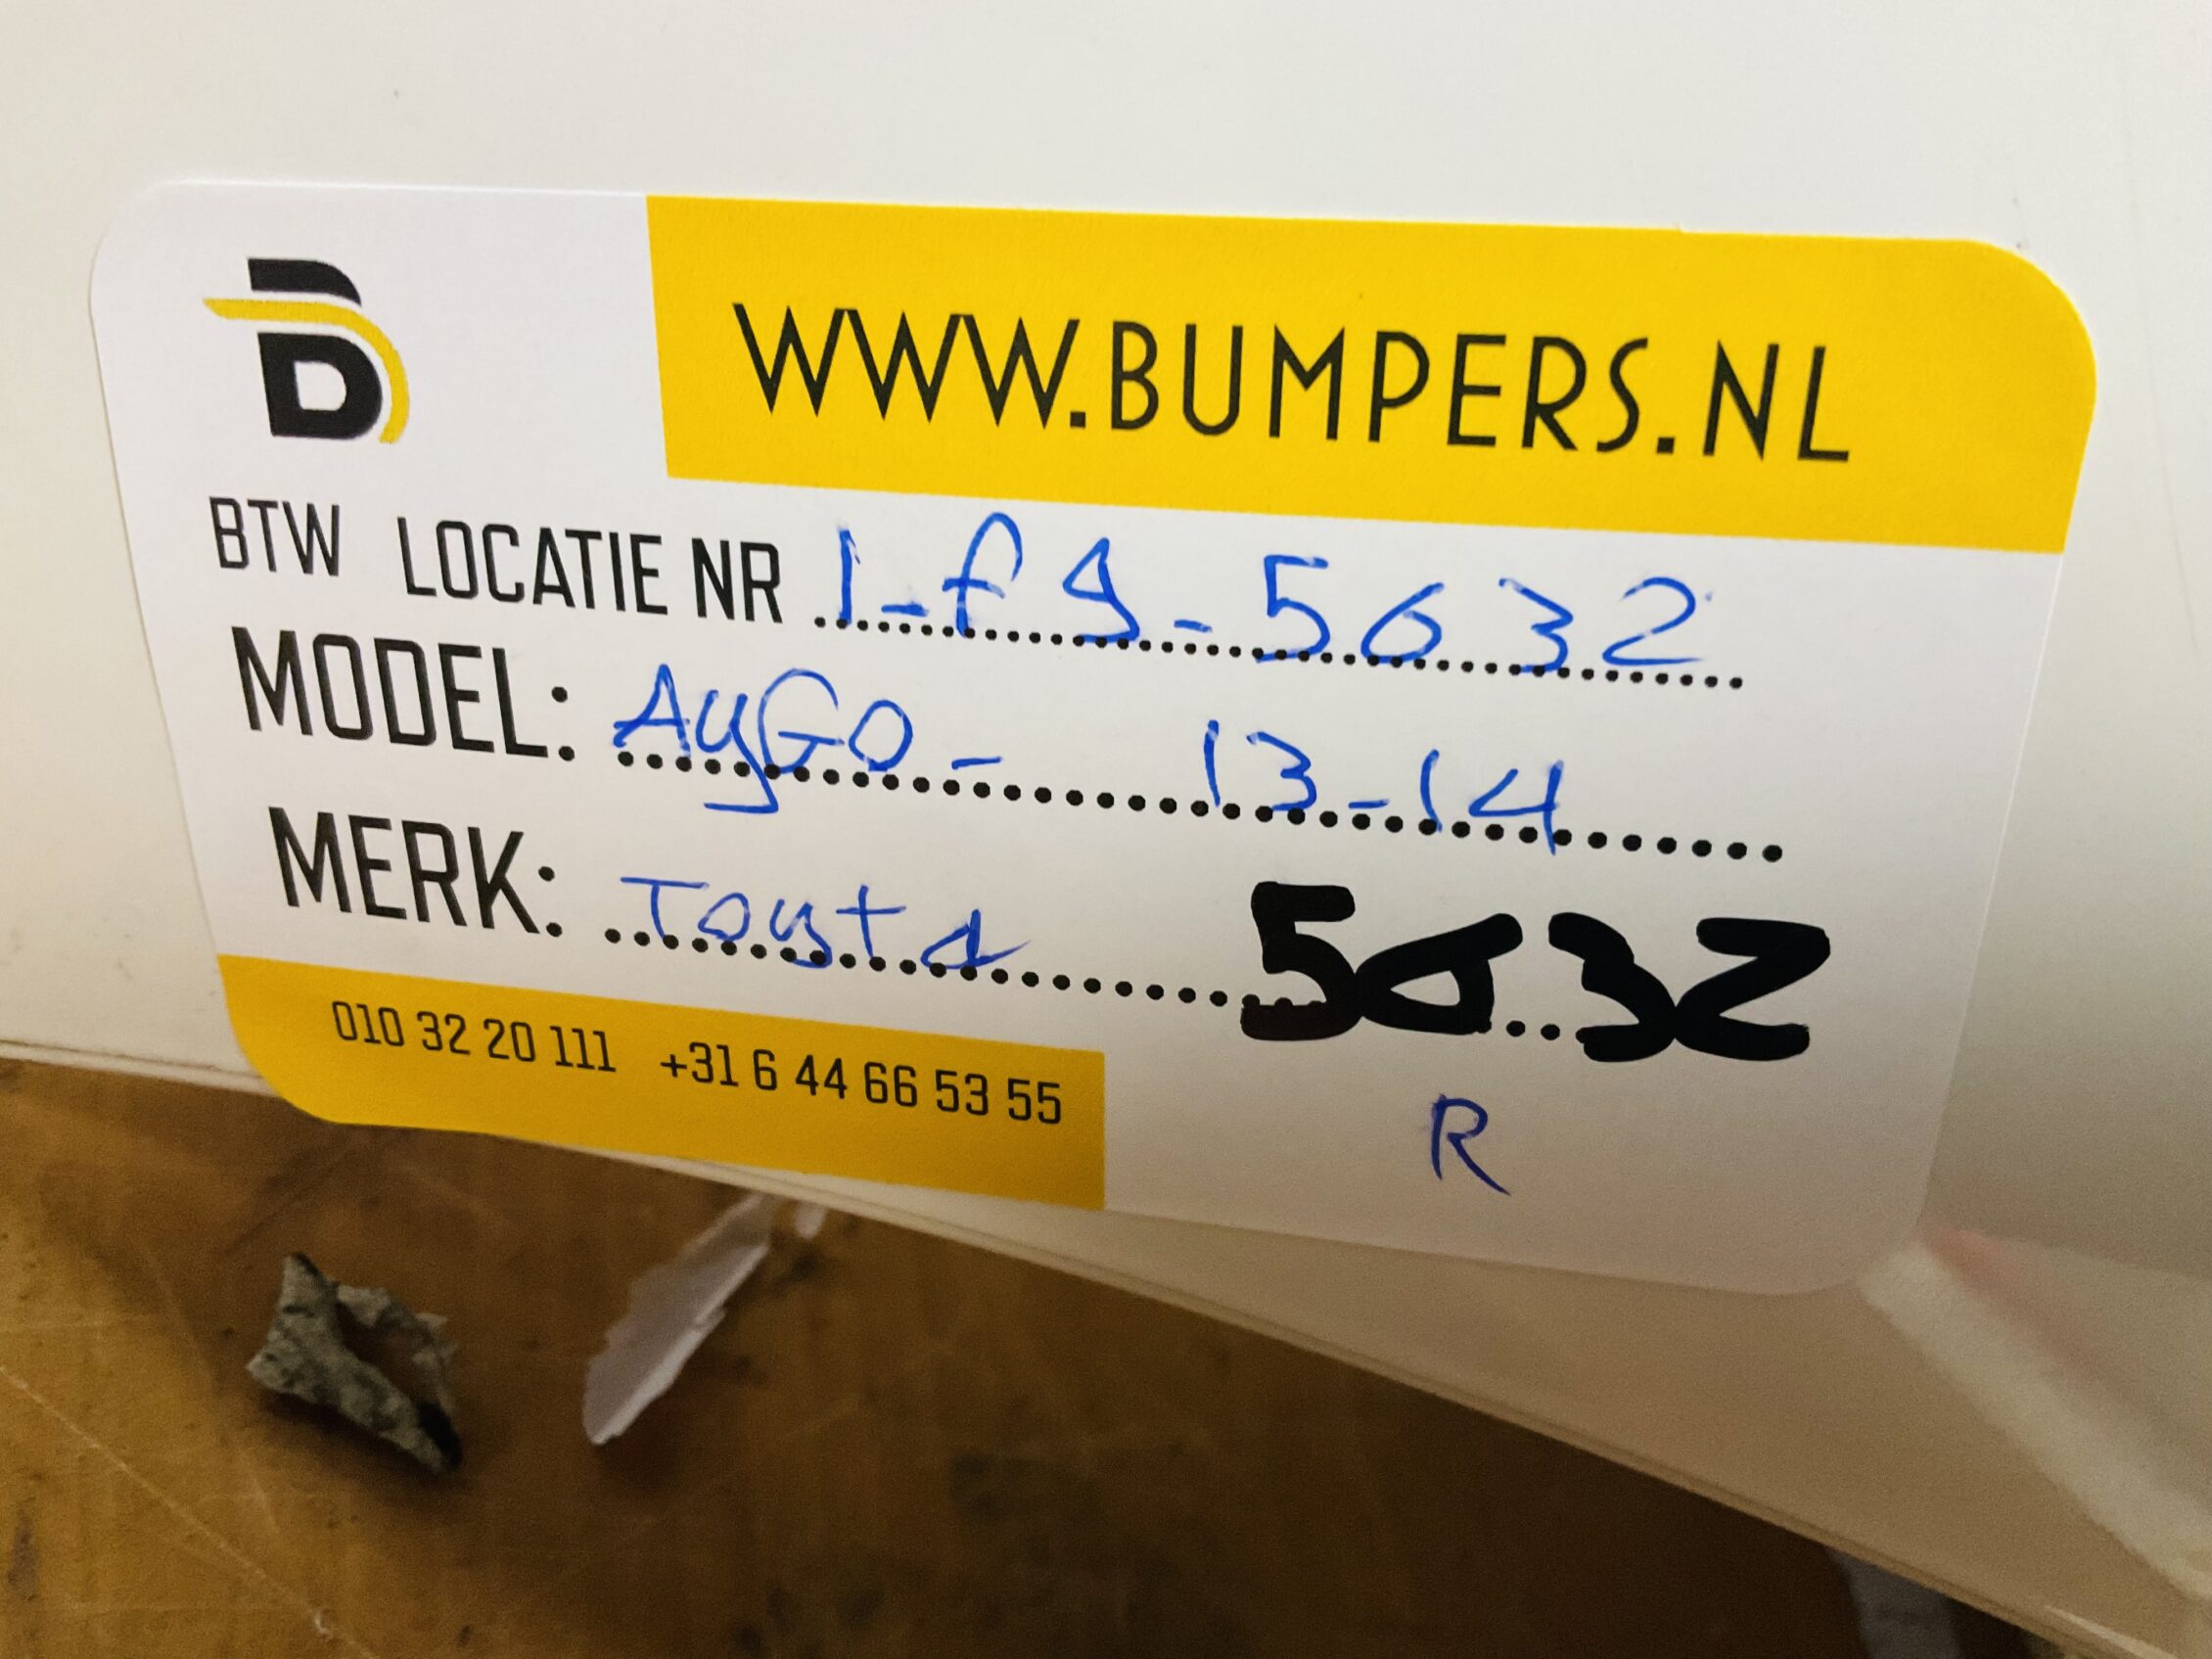 B
WWW.BUMPERS.NL
BTW LOCATIE NR 1-f9-5632
MODEL: AyGO - 13-14
MERK: Toyta 5632
010 32 20 111 +31 6 44 66 53 55
R